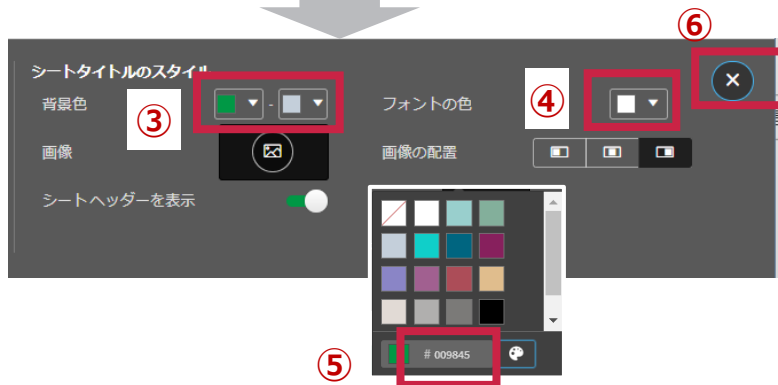 ⑥
シートタイトルのスタイル
背景色
③
-
フォントの色
④
×
画像
画像の配置
シートヘッダーを表示
⑤
# 009845